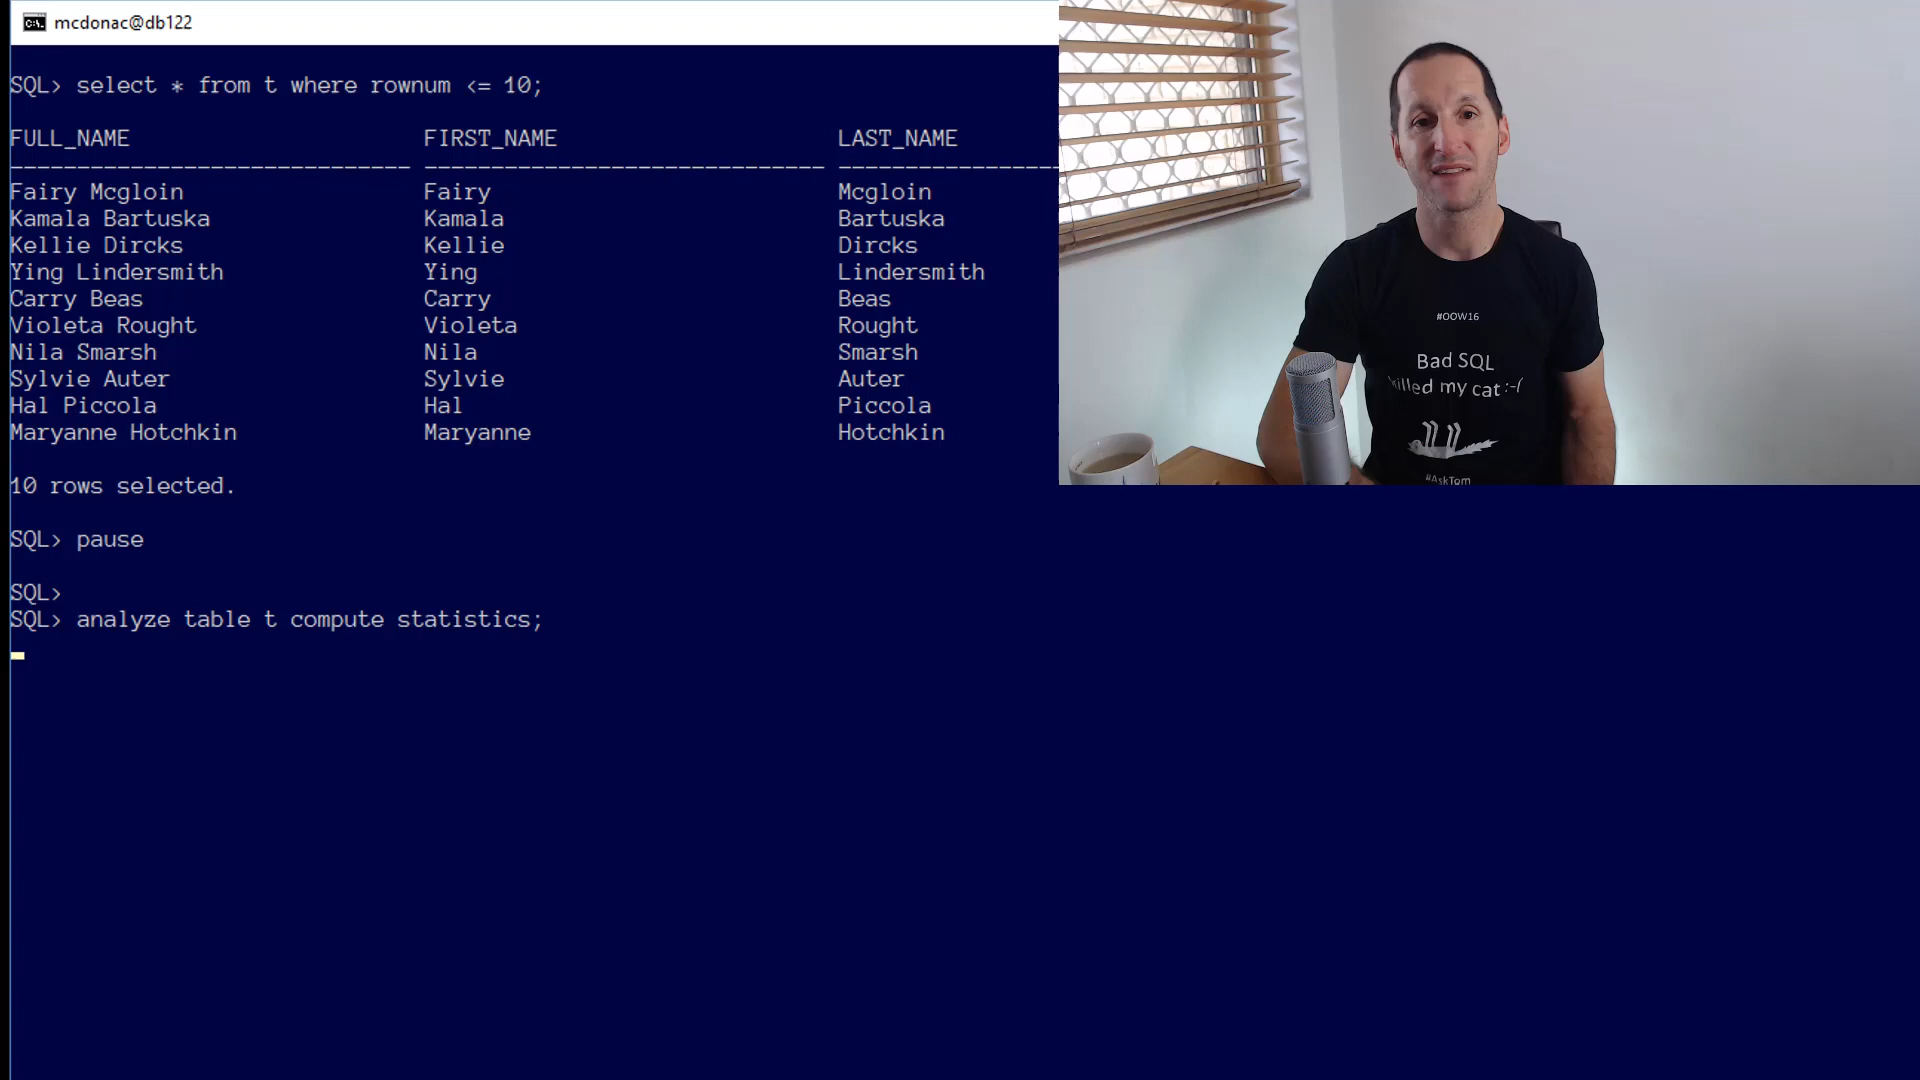 mcdonac@db122
SQL> select * from t where rownum <= 10;
FULL_NAME FIRST_NAME LAST_NAME
------------------------------ ------------------------------ -----------------
Fairy Mcgloin Fairy Mcgloin
Kamala Bartuska Kamala Bartuska
Kellie Dircks Kellie Dircks
Ying Lindersmith Ying Lindersmith
Carry Beas Carry Beas
Violeta Rought Violeta Rought
Nila Smarsh Nila Smarsh
Sylvie Auter Sylvie Auter
Hal Piccola Hal Piccola
Maryanne Hotchkin Maryanne Hotchkin
10 rows selected.
SQL> pause
SQL>
SQL> analyze table t compute statistics;
#OOW16
Bad SQL
killed my cat :-(
#AskTom